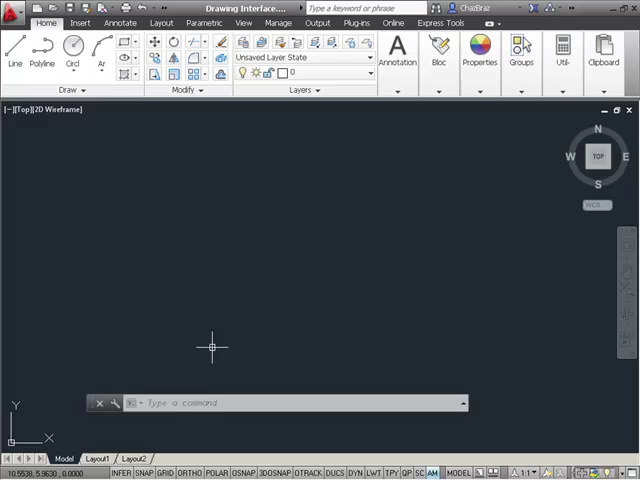 Drawing Interface....
Type a keyword or phrase
ChatBraz
Home
Insert
Annotate
Layout
Parametric
View
Manage
Output
Plug-ins
Online
Express Tools
Line
Polyline
Circl
Ar
Unsaved Layer State
0
Annotation
Bloc
Properties
Groups
Util-
Clipboard
Draw
Modify
Layers
[−][Top][2D Wireframe]
N
W
TOP
E
S
WCS
Y
X
Type a command
Model
Layout1
Layout2
10.5538, 5.9630, 0.0000
INFER
SNAP
GRID
ORTHO
POLAR
OSNAP
3DOSNAP
OTRACK
DUCS
DYN
LWT
TPY
QP
SC
AM
MODEL
1:1